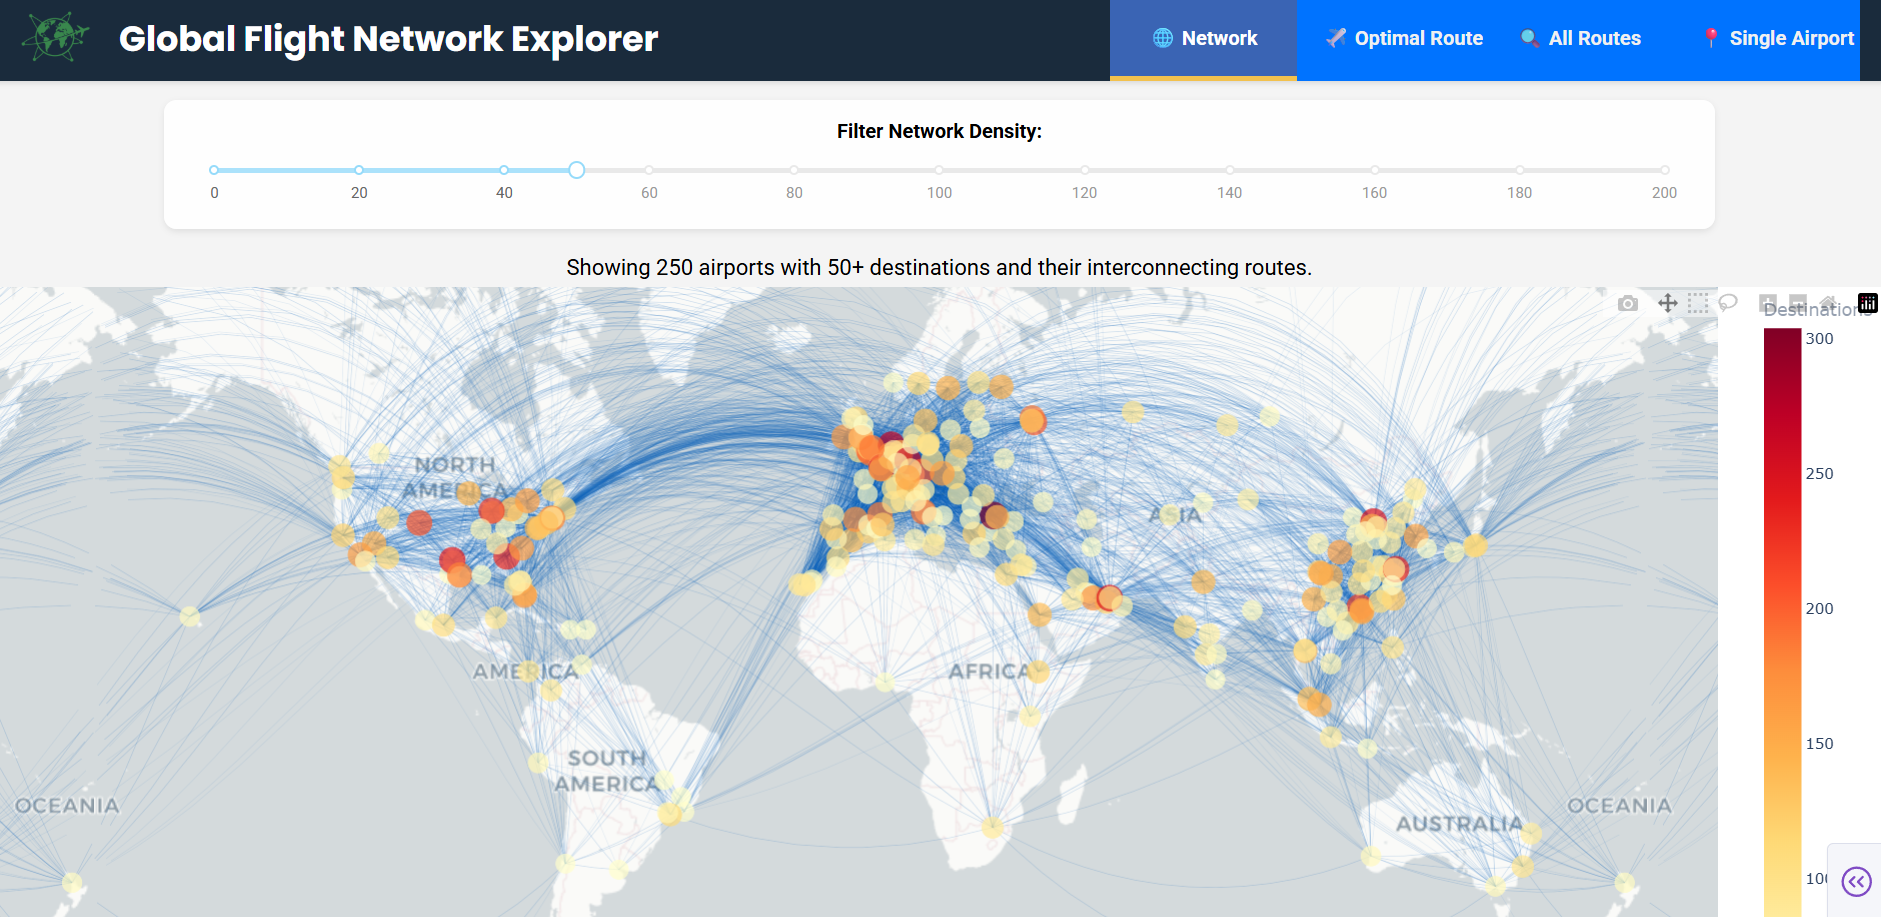 Global Flight Network Explorer
Network
Optimal Route
All Routes
Single Airport
Filter Network Density:
0 20 40 60 80 100 120 140 160 180 200
Showing 250 airports with 50+ destinations and their interconnecting routes.
Destinations
300
250
200
150
100
NORTH
AMERICA
ASIA
AMERICA
AFRICA
SOUTH
AMERICA
OCEANIA
AUSTRALIA
OCEANIA